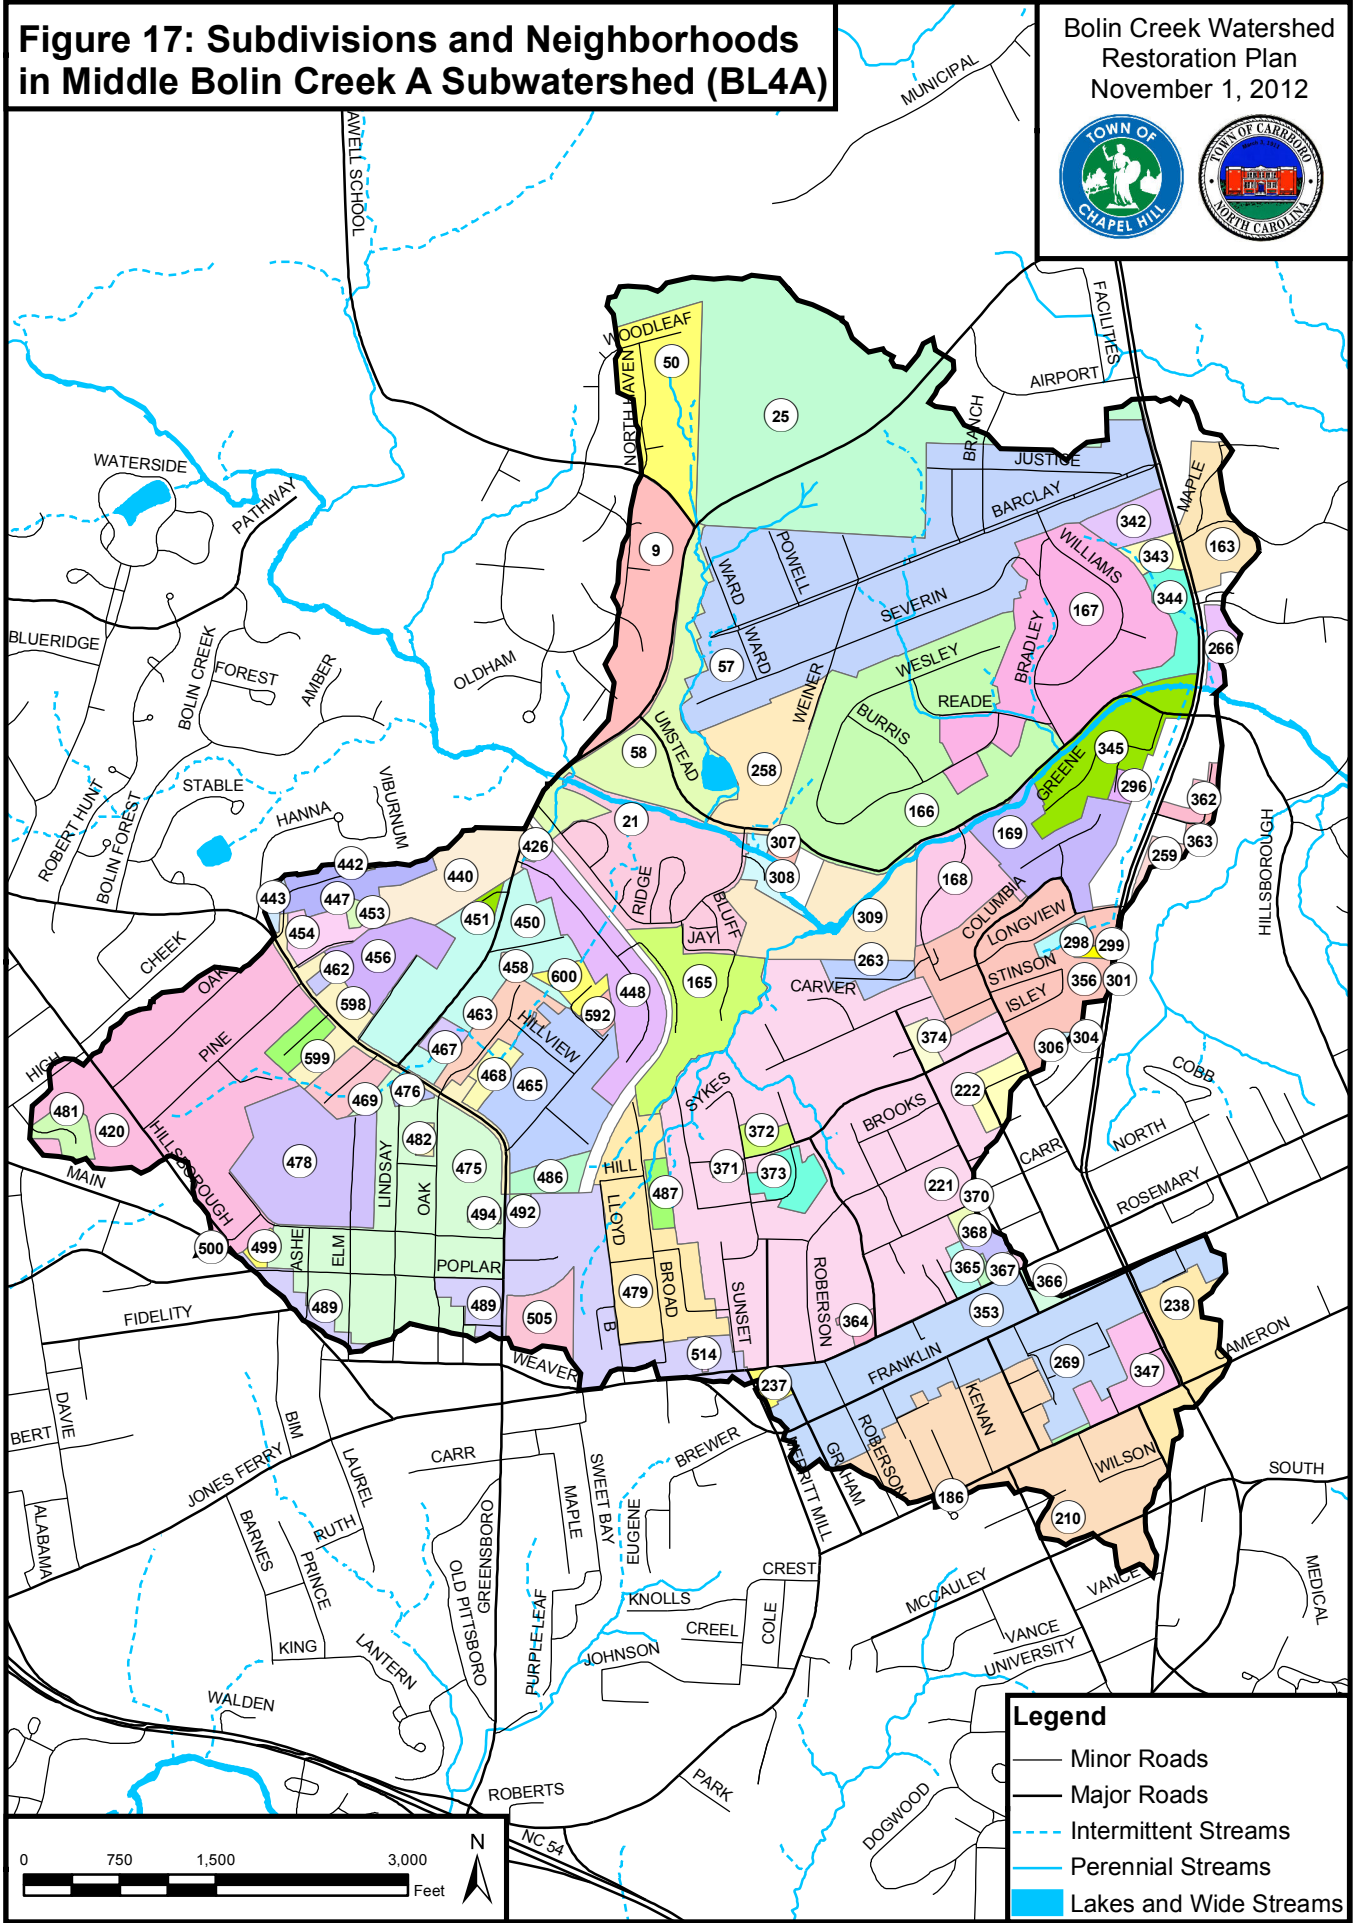 Figure 17: Subdivisions and Neighborhoods
in Middle Bolin Creek A Subwatershed (BL4A)
Bolin Creek Watershed
Restoration Plan
November 1, 2012
TOWN OF
CHAPEL HILL
TOWN OF CARRBORO
NORTH CAROLINA
MUNICIPAL
AWELL SCHOOL
FACILITIES
AIRPORT
WOODLEAF
50
NORTH HAVEN
25
BRANCH
JUSTICE
WATERSIDE
PATHWAY
BARCLAY
MAPLE
342
9
POWELL
WARD
WILLIAMS
343
163
SEVERIN
167
344
BLUERIDGE
BOLIN CREEK
FOREST
AMBER
OLDHAM
57
WARD
WEINER
WESLEY
BRADLEY
266
READE
BURRIS
UMSTEAD
58
258
345
GREENE
296
STABLE
VIBURNUM
HANNA
ROBERT HUNT
BOLIN FOREST
21
166
362
363
HILLSBOROUGH
426
307
169
259
442
440
308
168
443
447
453
RIDGE
BLUFF
COLUMBIA
451
450
309
LONGVIEW
454
JAY
298
299
CHEEK
456
458
263
STINSON
462
600
448
165
CARVER
356
301
OAK
598
592
ISLEY
463
HILLVIEW
374
306
304
PINE
599
467
468
465
HIGH
469
476
SYKES
222
COBB
481
420
482
372
BROOKS
NORTH
HILLSBOROUGH
478
LINDSAY
475
486
HILL
371
373
CARR
MAIN
OAK
487
221
370
ROSEMARY
494
492
LLOYD
500
499
ASHE
ELM
368
POPLAR
365
367
366
479
BROAD
SUNSET
ROBERSON
FIDELITY
489
489
505
B
364
353
238
514
WEAVER
FRANKLIN
269
347
CAMERON
237
DAVIE
BIM
KENAN
BERT
JONES FERRY
LAUREL
CARR
BREWER
MERRITT MILL
GRAHAM
ROBERSON
WILSON
SOUTH
SWEET BAY
186
210
ALABAMA
BARNES
RUTH
MAPLE
EUGENE
PRINCE
GREENSBORO
OLD PITTSBORO
CREST
MCCAULEY
VANCE
MEDICAL
PURPLE LEAF
KNOLLS
CREEL
COLE
VANCE
KING
LANTERN
JOHNSON
UNIVERSITY
WALDEN
PARK
ROBERTS
DOGWOOD
NC 54
Legend
Minor Roads
Major Roads
Intermittent Streams
Perennial Streams
Lakes and Wide Streams
N
0 750 1,500 3,000
Feet